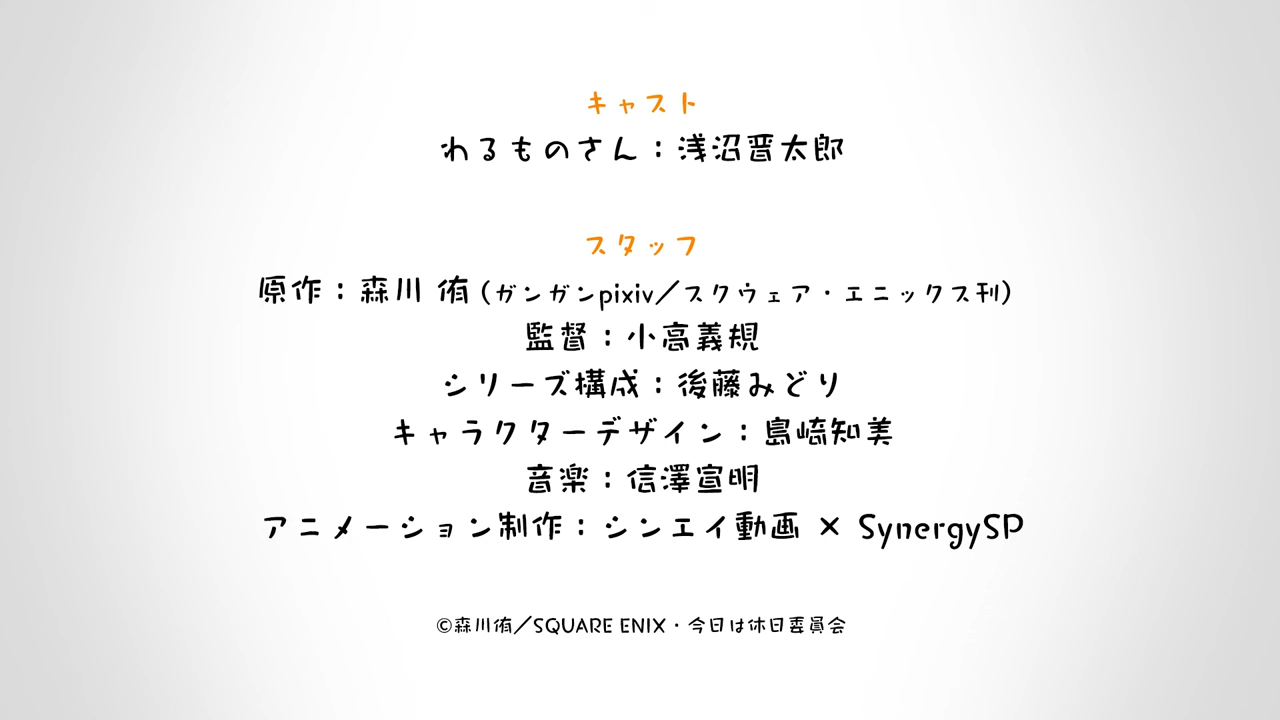 キャスト
わるものさん：浅沼晋太郎
スタッフ
原作：森川 侑（ガンガンpixiv／スクウェア・エニックス刊）
監督：小高義規
シリーズ構成：後藤みどり
キャラクターデザイン：島崎知美
音楽：信澤宣明
アニメーション制作：シンエイ動画 × SynergySP
©森川侑／SQUARE ENIX・今日は休日委員会